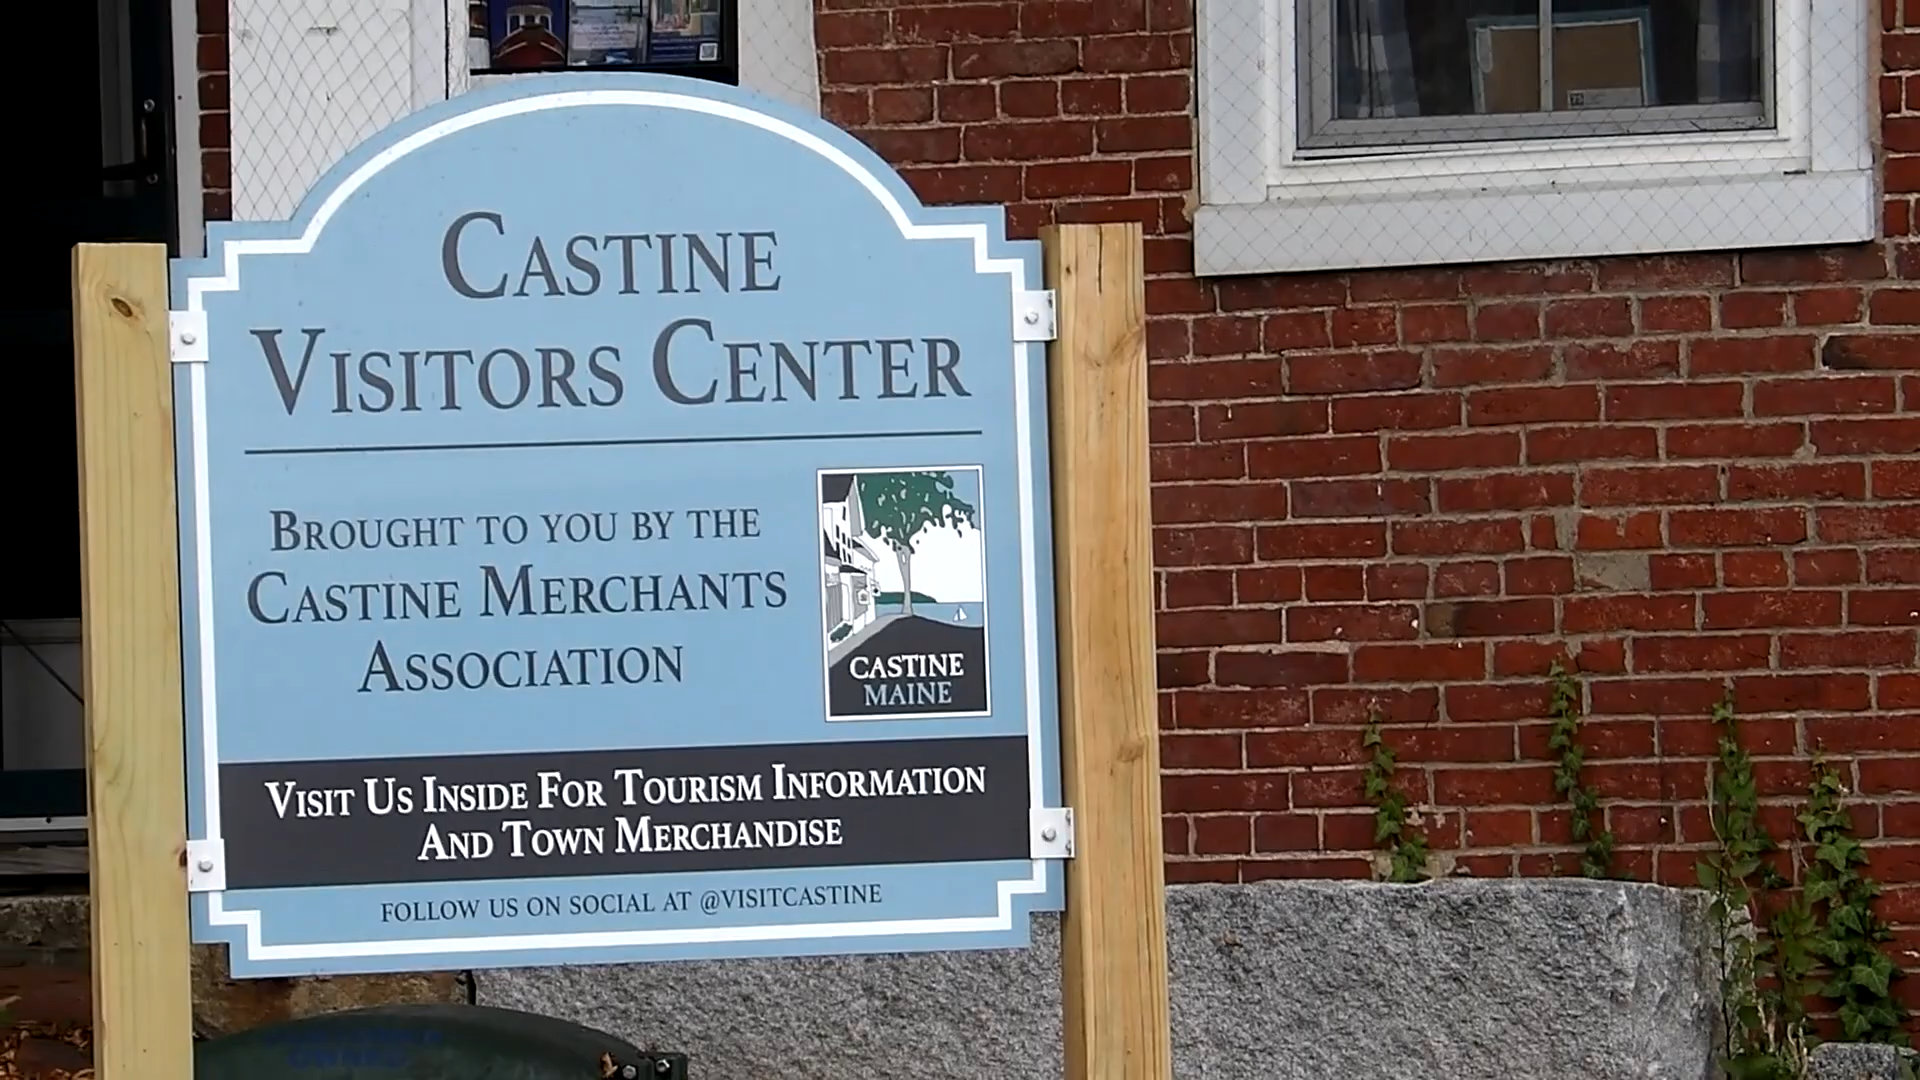 CASTINE
VISITORS CENTER
BROUGHT TO YOU BY THE
CASTINE MERCHANTS
ASSOCIATION
CASTINE
MAINE
VISIT US INSIDE FOR TOURISM INFORMATION
AND TOWN MERCHANDISE
FOLLOW US ON SOCIAL AT @VISITCASTINE